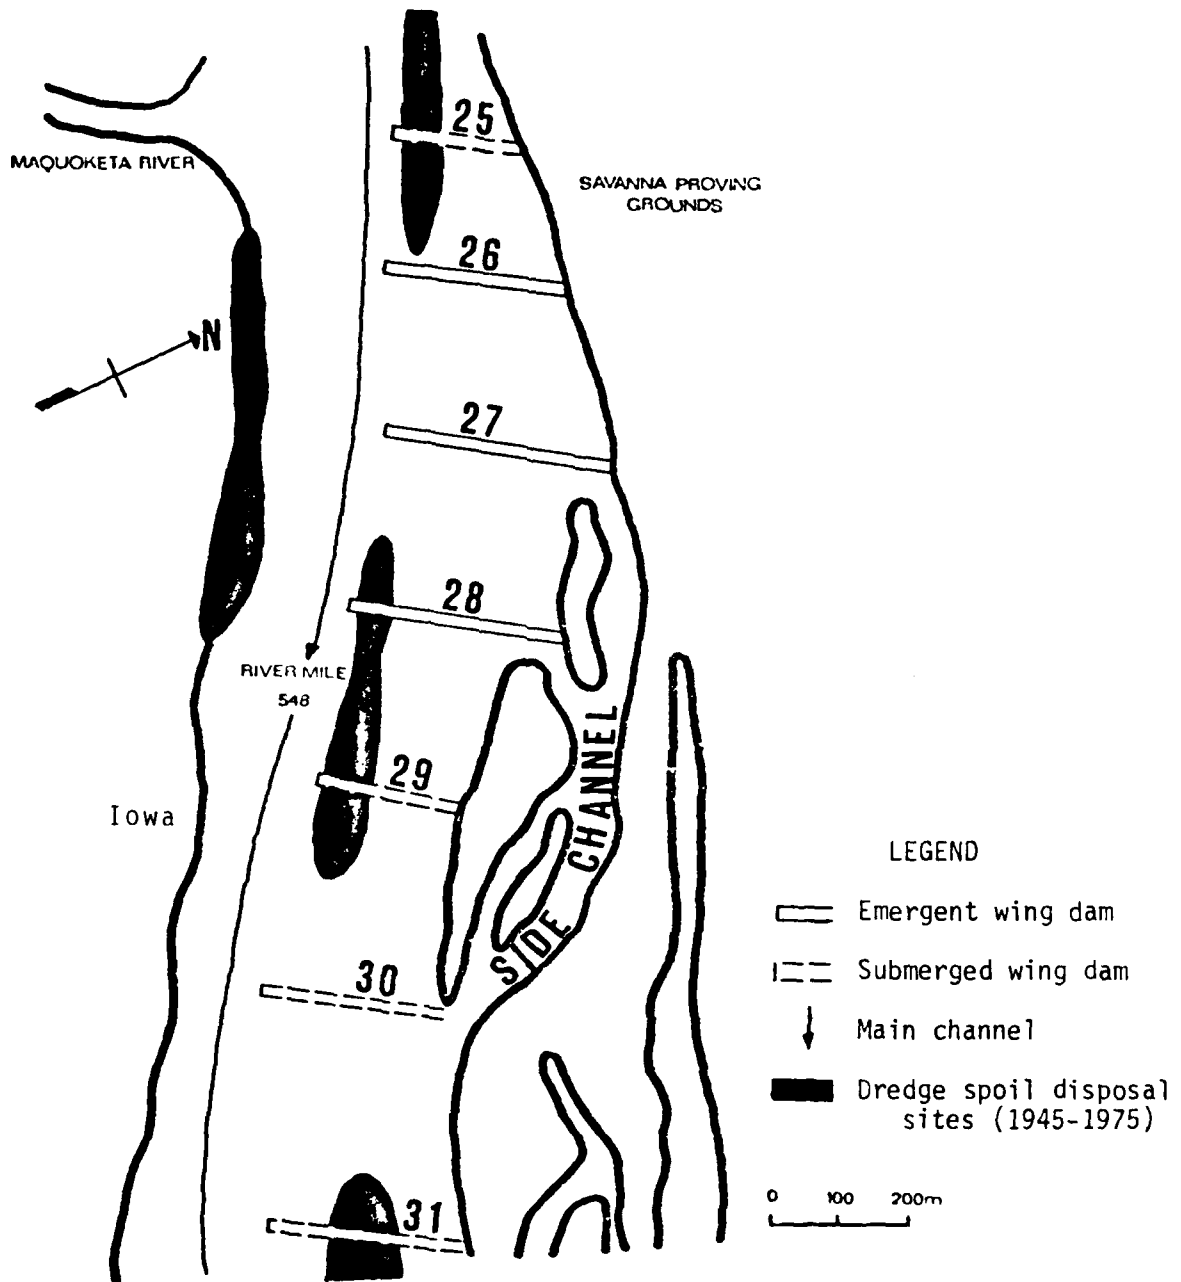 25
MAQUOKETA RIVER
SAVANNA PROVING
GROUNDS
26
N
27
28
RIVER MILE
548
29
SIDE CHANNEL
Iowa
LEGEND
Emergent wing dam
Submerged wing dam
30
Main channel
Dredge spoil disposal
sites (1945-1975)
0 100 200m
31